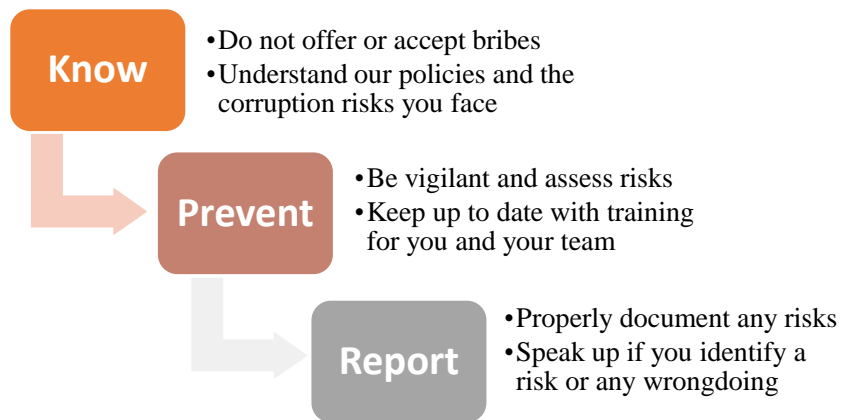 Know
•Do not offer or accept bribes
•Understand our policies and the
corruption risks you face
Prevent
•Be vigilant and assess risks
•Keep up to date with training
for you and your team
Report
•Properly document any risks
•Speak up if you identify a
risk or any wrongdoing